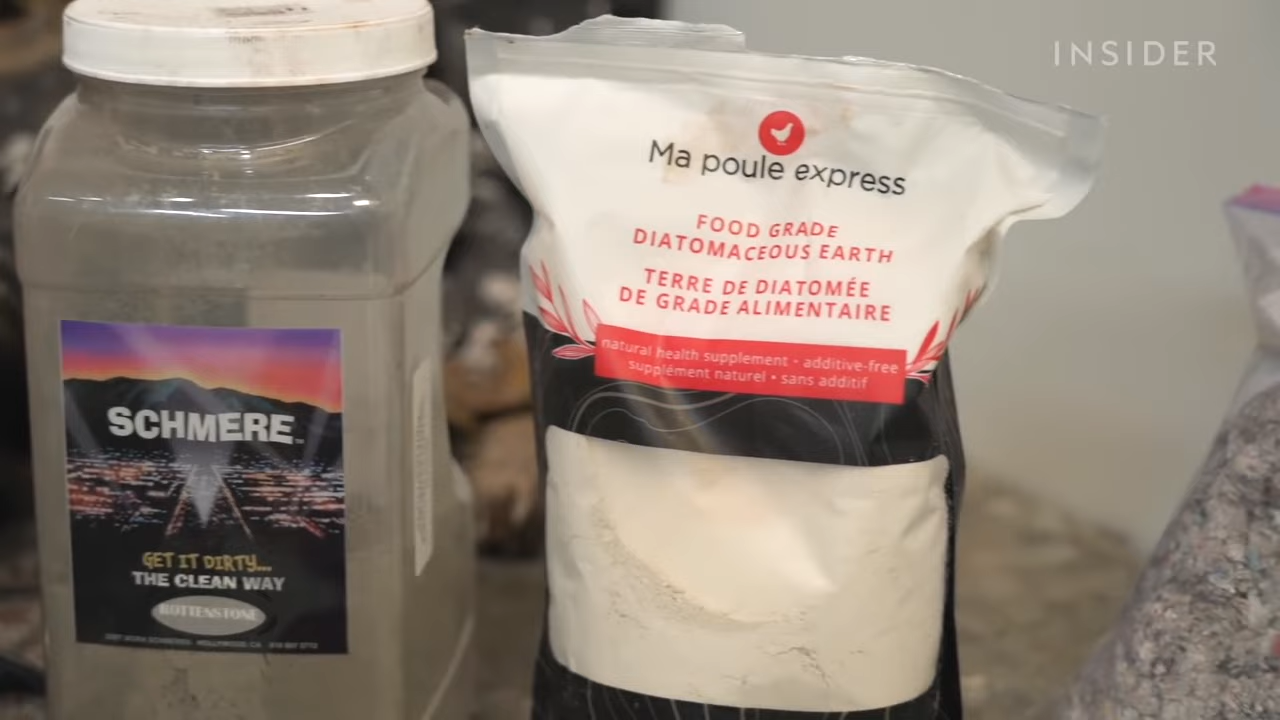 INSIDER
Ma poule express
FOOD GRADE
DIATOMACEOUS EARTH
TERRE DE DIATOMÉE
DE GRADE ALIMENTAIRE
natural health supplement • additive-free
supplément naturel • sans additif
SCHMERE
GET IT DIRTY...
THE CLEAN WAY
ROTTENSTONE